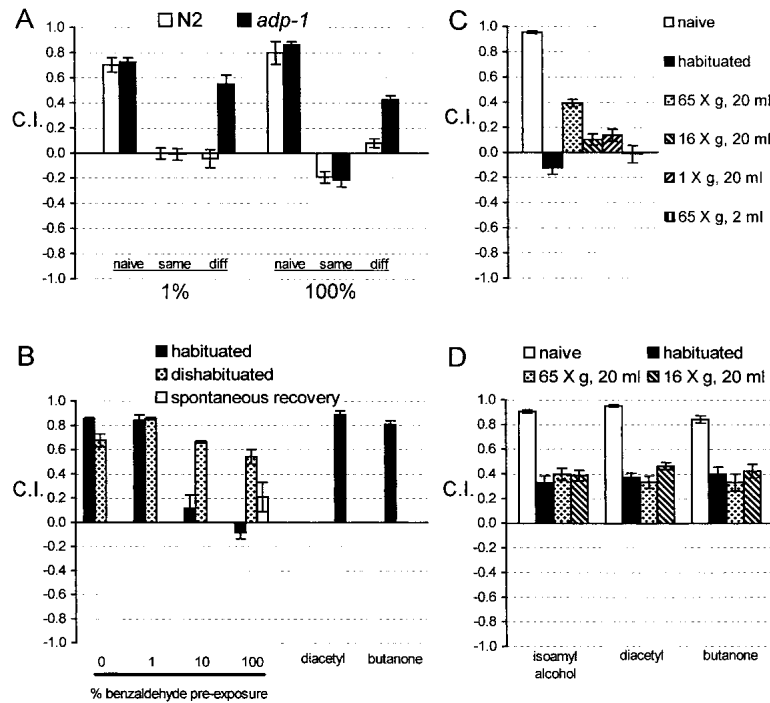 A
N2 adp-1
1.0
0.8
0.6
0.4
C.I. 0.2
0.0
-0.2
-0.4
-0.6
-0.8
-1.0
naive same diff naive same diff
1% 100%
C
naive
habituated
65 X g, 20 ml
16 X g, 20 ml
1 X g, 20 ml
65 X g, 2 ml
1.0
0.8
0.6
0.4
C.I. 0.2
0.0
-0.2
-0.4
-0.6
-0.8
-1.0
B
habituated
dishabituated
spontaneous recovery
1.0
0.8
0.6
0.4
C.I. 0.2
0.0
-0.2
-0.4
-0.6
-0.8
-1.0
0 1 10 100 diacetyl butanone
% benzaldehyde pre-exposure
D
naive habituated
65 X g, 20 ml 16 X g, 20 ml
1.0
0.8
0.6
0.4
C.I. 0.2
0.0
-0.2
-0.4
-0.6
-0.8
-1.0
isoamyl diacetyl butanone
alcohol